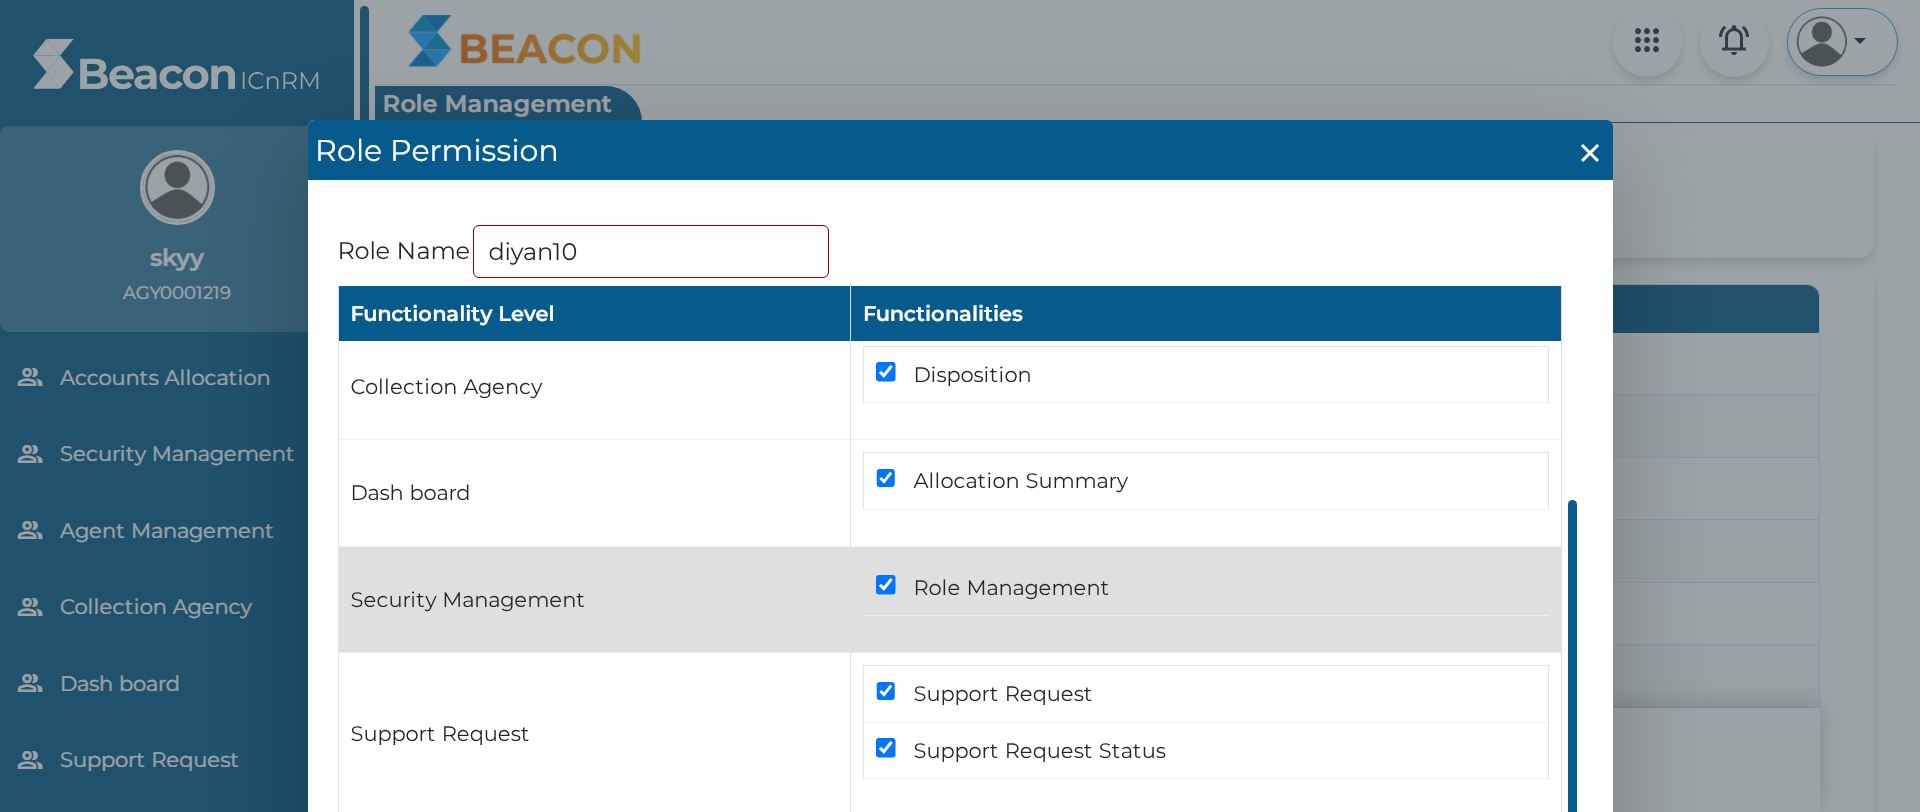 Beacon ICnRM
BEACON
Role Management
Role Permission
skyy
AGY0001219
Accounts Allocation
Security Management
Agent Management
Collection Agency
Dash board
Support Request
Role Name diyan10
Functionality Level Functionalities
Collection Agency Disposition
Dash board Allocation Summary
Security Management Role Management
Support Request Support Request
Support Request Status